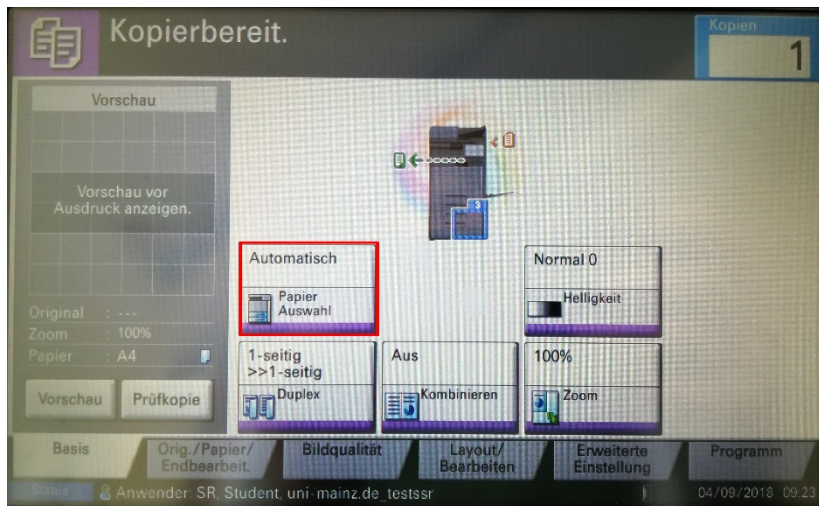 Kopierbereit.
Kopien
1
Vorschau
Vorschau vor
Ausdruck anzeigen.
Original : ---
Zoom : 100%
Papier : A4
Vorschau
Prüfkopie
3
Automatisch
Papier
Auswahl
Normal 0
Helligkeit
1-seitig
>>1-seitig
Duplex
Aus
Kombinieren
100%
Zoom
Basis
Orig./Papier/
Endbearbeit.
Bildqualität
Layout/
Bearbeiten
Erweiterte
Einstellung
Programm
Status
Anwender: SR, Student, uni-mainz.de_testssr
04/09/2018 09:23